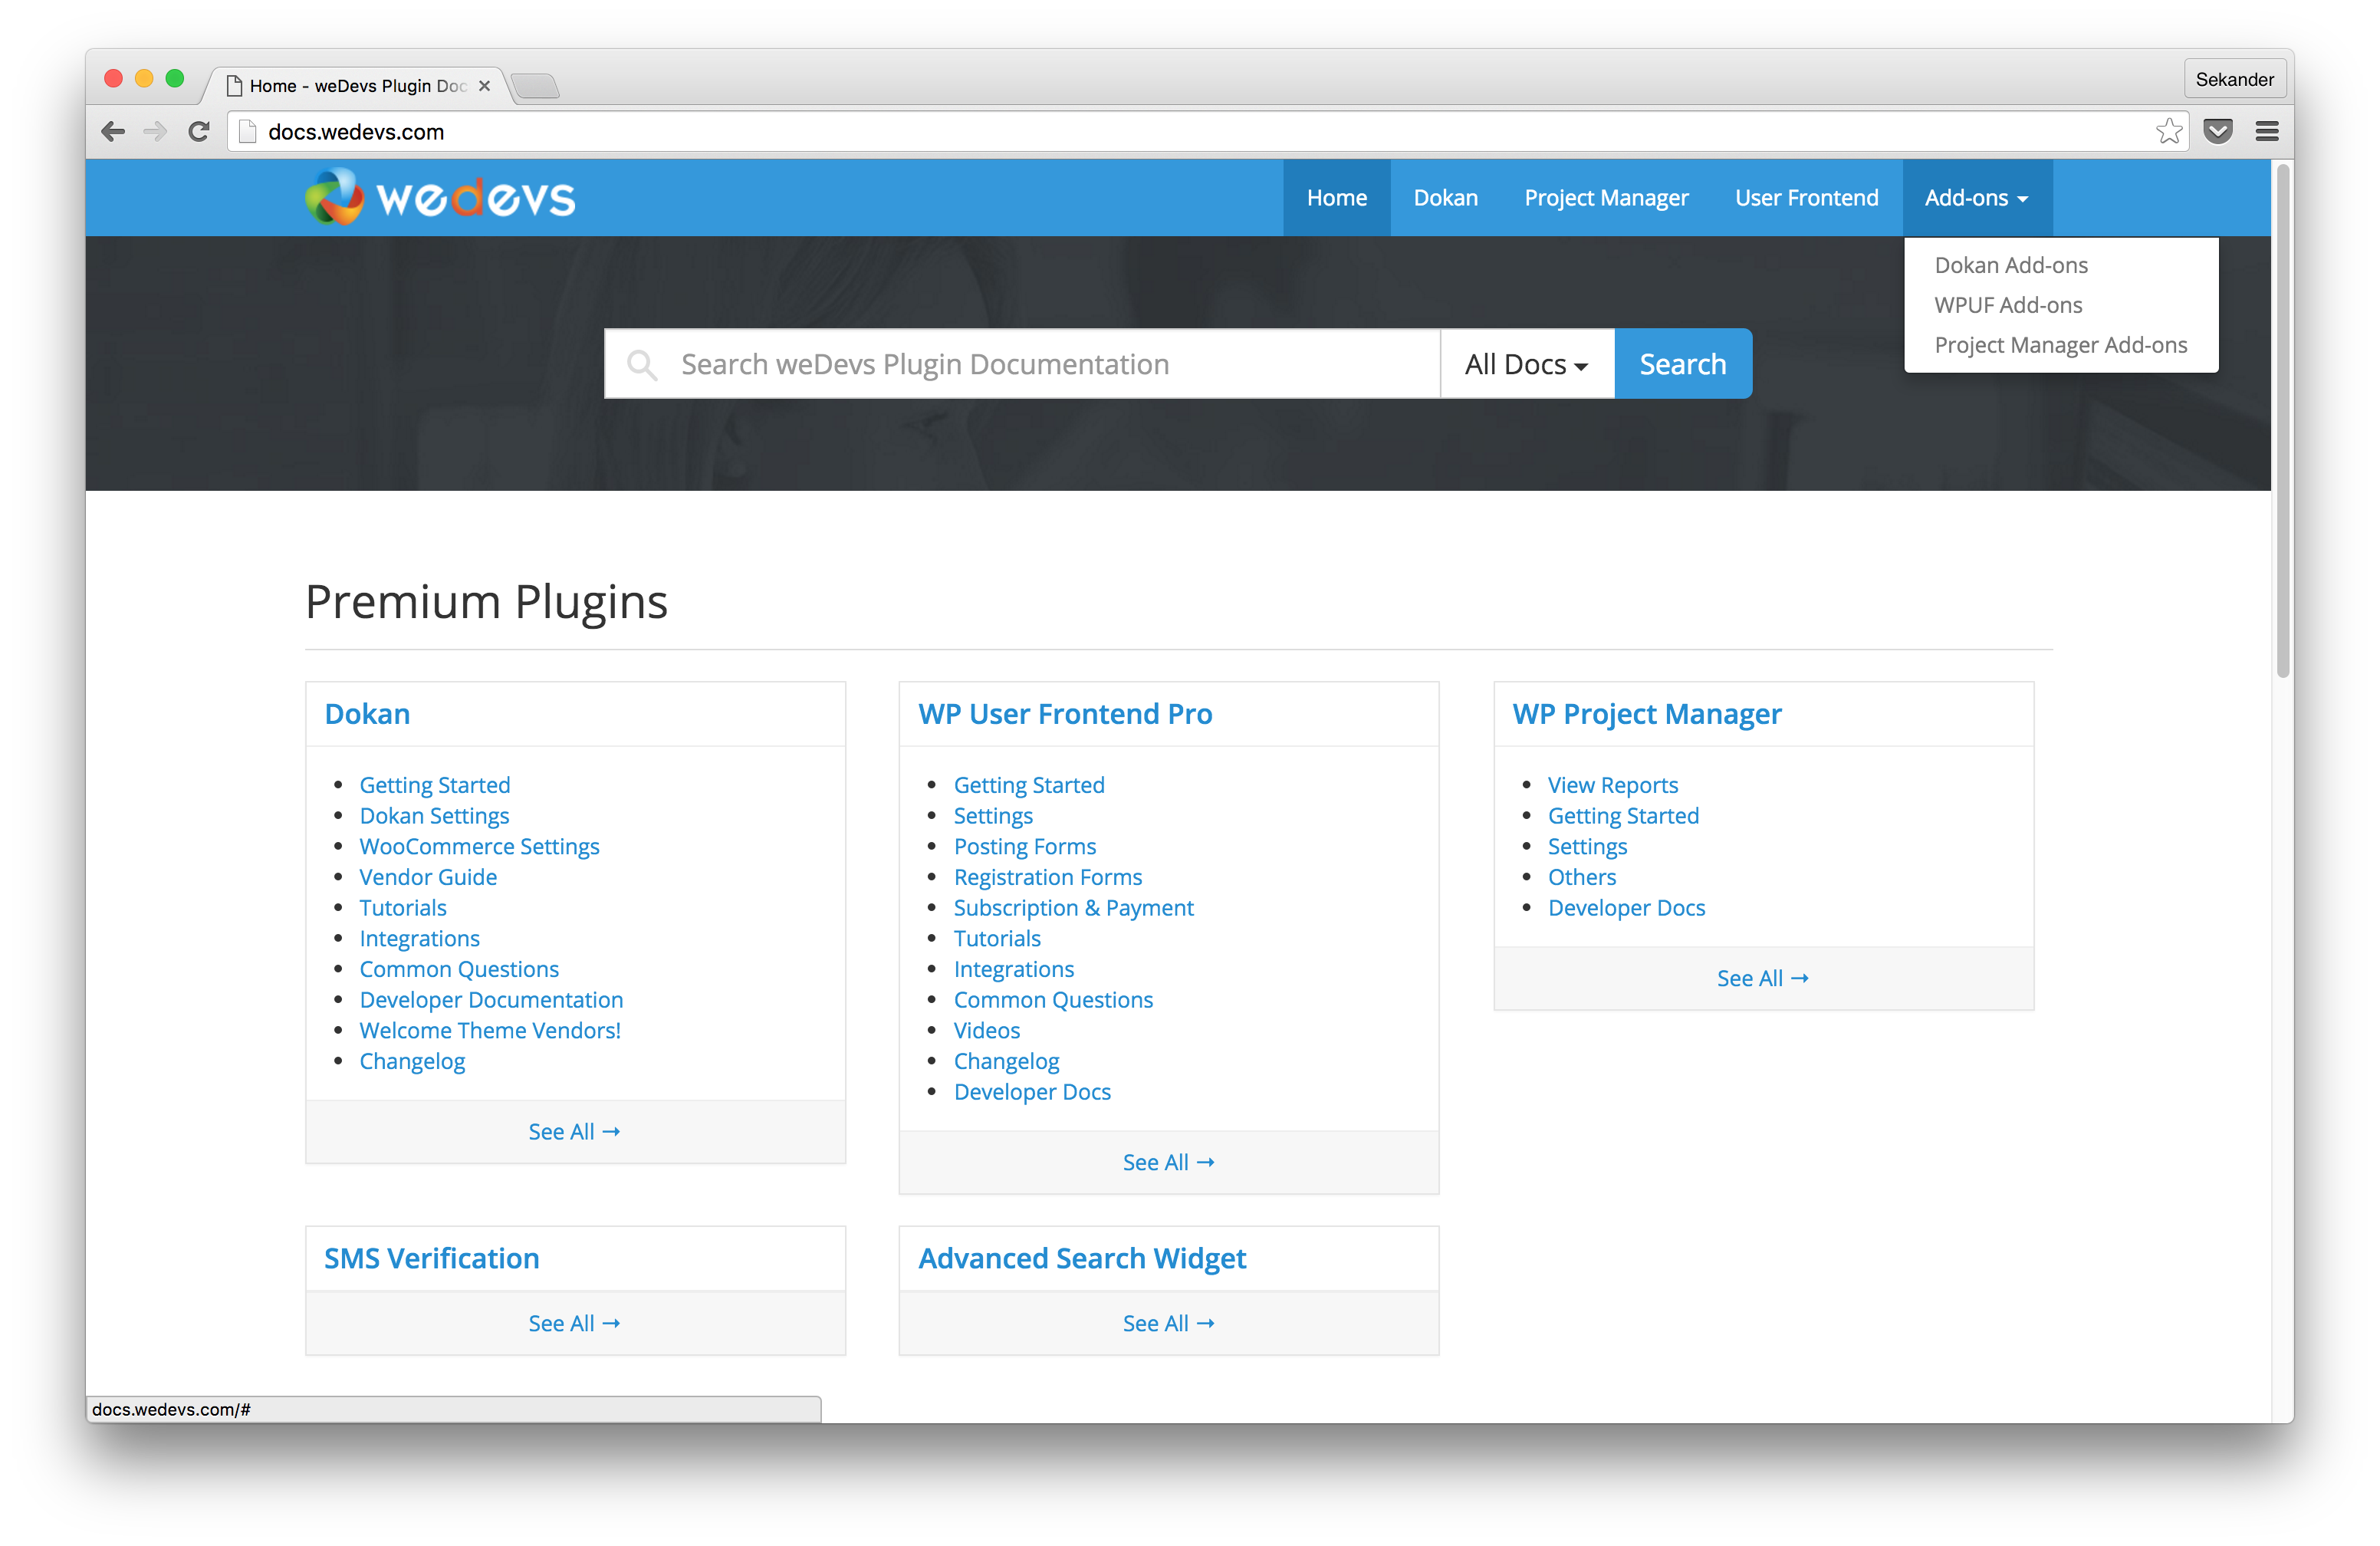 Home - weDevs Plugin Doc
Sekander
docs.wedevs.com
wedevs
Home
Dokan
Project Manager
User Frontend
Add-ons
Dokan Add-ons
WPUF Add-ons
Project Manager Add-ons
Search weDevs Plugin Documentation
All Docs
Search
Premium Plugins
Dokan
Getting Started
Dokan Settings
WooCommerce Settings
Vendor Guide
Tutorials
Integrations
Common Questions
Developer Documentation
Welcome Theme Vendors!
Changelog
See All →
WP User Frontend Pro
Getting Started
Settings
Posting Forms
Registration Forms
Subscription & Payment
Tutorials
Integrations
Common Questions
Videos
Changelog
Developer Docs
See All →
WP Project Manager
View Reports
Getting Started
Settings
Others
Developer Docs
See All →
SMS Verification
See All →
Advanced Search Widget
See All →
docs.wedevs.com/#